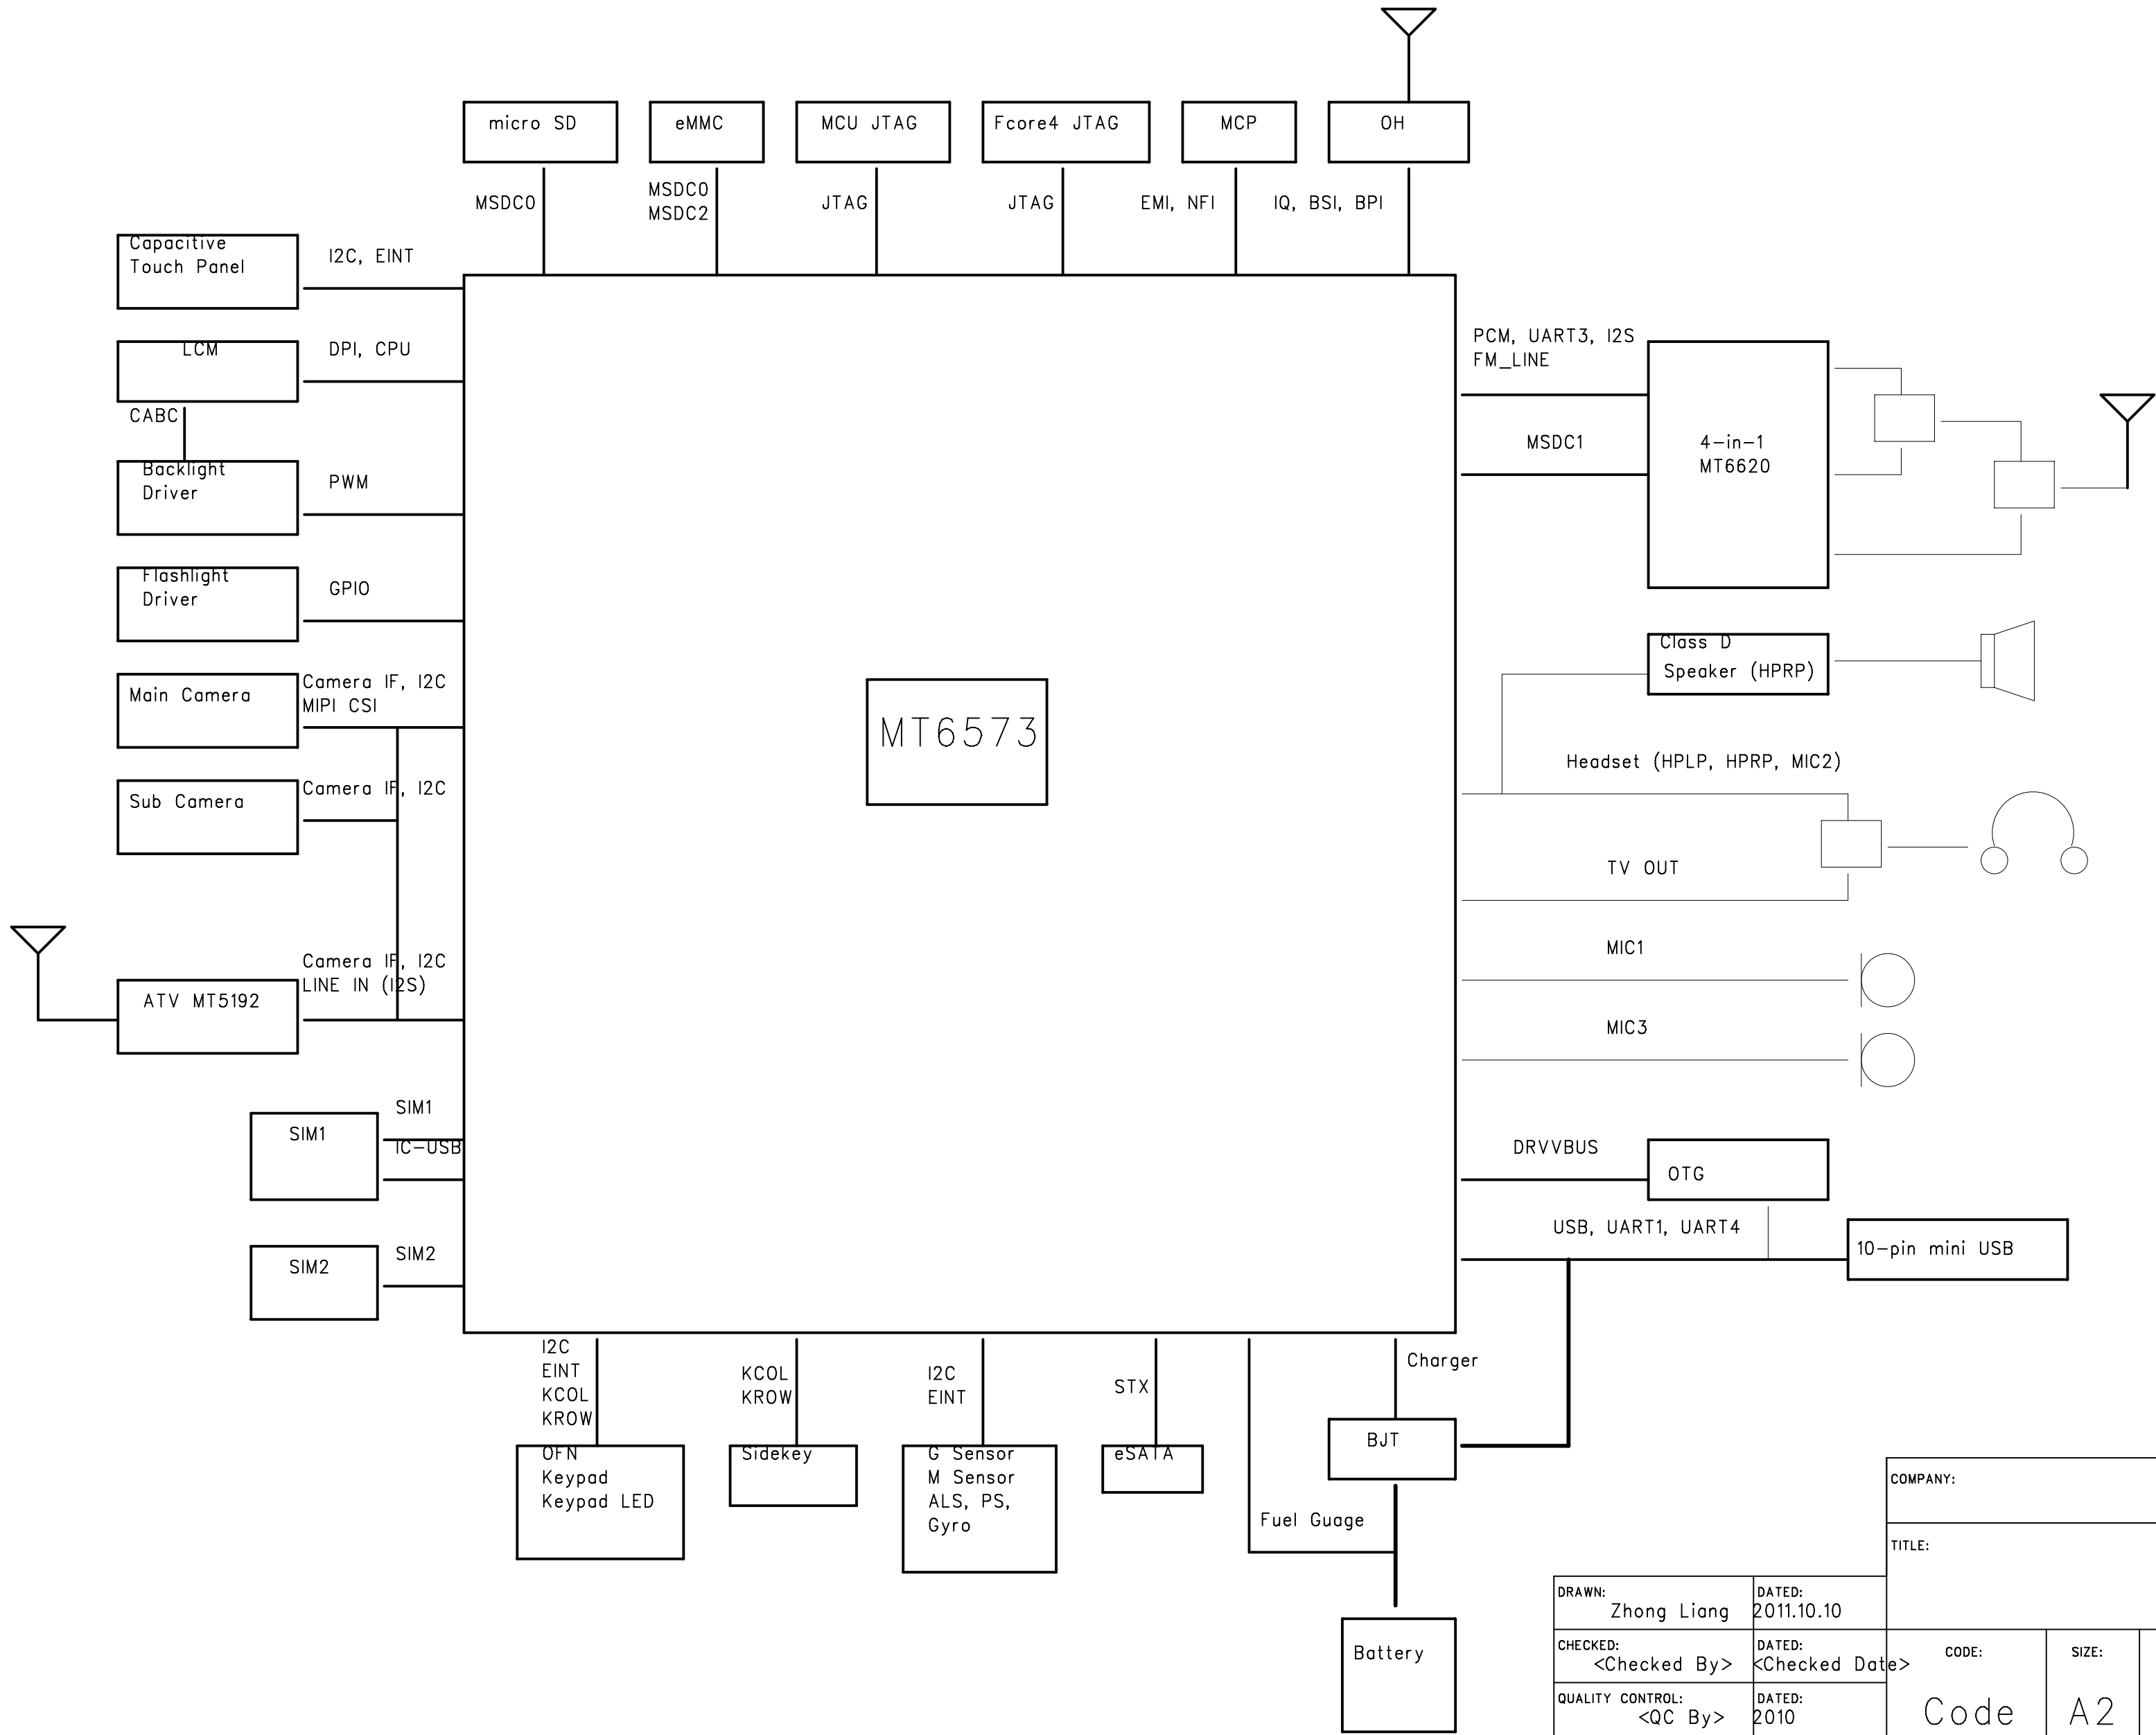 micro SD
eMMC
MCU JTAG
Fcore4 JTAG
MCP
OH
MSDC0
MSDC0
MSDC2
JTAG
JTAG
EMI, NFI
IQ, BSI, BPI
Capacitive
Touch Panel
I2C, EINT
LCM
DPI, CPU
CABC
Backlight
Driver
PWM
Flashlight
Driver
GPIO
Main Camera
Camera IF, I2C
MIPI CSI
Sub Camera
Camera IF, I2C
ATV MT5192
Camera IF, I2C
LINE IN (I2S)
SIM1
SIM1
IC-USB
SIM2
SIM2
MT6573
PCM, UART3, I2S
FM_LINE
MSDC1
4-in-1
MT6620
Class D
Speaker (HPRP)
Headset (HPLP, HPRP, MIC2)
TV OUT
MIC1
MIC3
DRVVBUS
OTG
USB, UART1, UART4
10-pin mini USB
I2C
EINT
KCOL
KROW
OFN
Keypad
Keypad LED
KCOL
KROW
Sidekey
I2C
EINT
G Sensor
M Sensor
ALS, PS,
Gyro
STX
eSATA
Charger
BJT
Fuel Guage
Battery
COMPANY:
TITLE:
DRAWN:
Zhong Liang
DATED:
2011.10.10
CHECKED:
<Checked By>
DATED:
<Checked Date>
QUALITY CONTROL:
<QC By>
DATED:
2010
CODE:
Code
SIZE:
A2